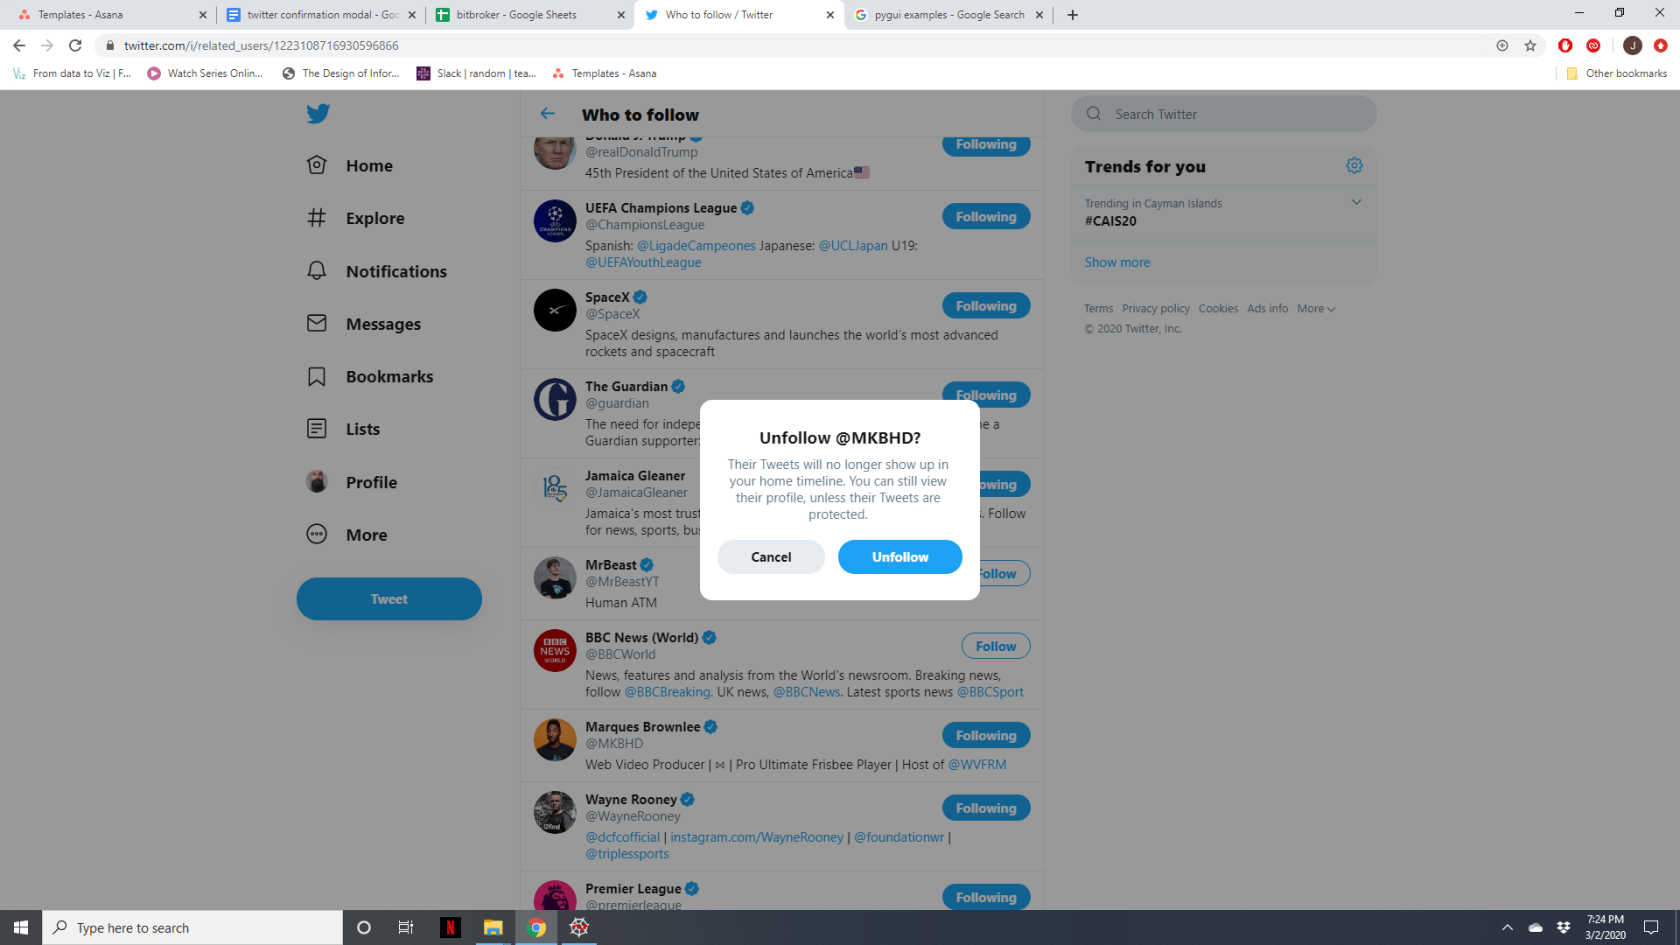 Templates - Asana
twitter confirmation modal - Goo
bitbroker - Google Sheets
Who to follow / Twitter
pygui examples - Google Search
twitter.com/i/related_users/1223108716930596866
J
From data to Viz | F...
Watch Series Onlin...
The Design of Infor...
Slack | random | tea...
Templates - Asana
Other bookmarks
Home
Explore
Notifications
Messages
Bookmarks
Lists
Profile
More
Tweet
Who to follow
Donald J. Trump
@realDonaldTrump
45th President of the United States of America
Following
UEFA Champions League
@ChampionsLeague
Spanish: @LigadeCampeones Japanese: @UCLJapan U19:
@UEFAYouthLeague
Following
SpaceX
@SpaceX
SpaceX designs, manufactures and launches the world's most advanced
rockets and spacecraft
Following
The Guardian
@guardian
The need for indepe
me a
Guardian supporter:
Following
Jamaica Gleaner
@JamaicaGleaner
Jamaica's most trust
s. Follow
for news, sports, bus
owing
MrBeast
@MrBeastYT
Human ATM
Follow
BBC
NEWS
WORLD
BBC News (World)
@BBCWorld
News, features and analysis from the World's newsroom. Breaking news,
follow @BBCBreaking. UK news, @BBCNews. Latest sports news @BBCSport
Follow
Marques Brownlee
@MKBHD
Web Video Producer | ⋈ | Pro Ultimate Frisbee Player | Host of @WVFRM
Following
Wayne Rooney
@WayneRooney
@dcfcofficial | instagram.com/WayneRooney | @foundationwr |
@triplessports
Following
Premier League
@premierleague
Following
Unfollow @MKBHD?
Their Tweets will no longer show up in
your home timeline. You can still view
their profile, unless their Tweets are
protected.
Cancel
Unfollow
Search Twitter
Trends for you
Trending in Cayman Islands
#CAIS20
Show more
Terms Privacy policy Cookies Ads info More
© 2020 Twitter, Inc.
Type here to search
7:24 PM
3/2/2020